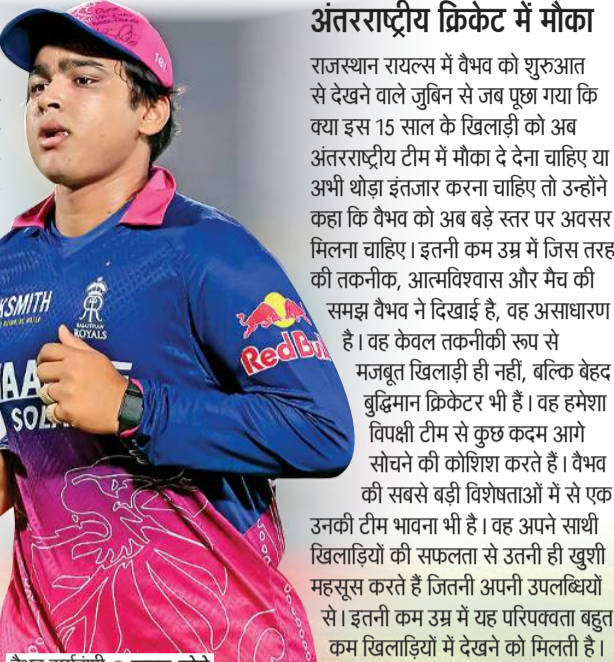 अंतरराष्ट्रीय क्रिकेट में मौका
राजस्थान रायल्स में वैभव को शुरुआत
से देखने वाले जुबिन से जब पूछा गया कि
क्या इस 15 साल के खिलाड़ी को अब
अंतरराष्ट्रीय टीम में मौका दे देना चाहिए या
अभी थोड़ा इंतजार करना चाहिए तो उन्होंने
कहा कि वैभव को अब बड़े स्तर पर अवसर
मिलना चाहिए। इतनी कम उम्र में जिस तरह
की तकनीक, आत्मविश्वास और मैच की
समझ वैभव ने दिखाई है, वह असाधारण
है। वह केवल तकनीकी रूप से
मजबूत खिलाड़ी ही नहीं, बल्कि बेहद
बुद्धिमान क्रिकेटर भी हैं। वह हमेशा
विपक्षी टीम से कुछ कदम आगे
सोचने की कोशिश करते हैं। वैभव
की सबसे बड़ी विशेषताओं में से एक
उनकी टीम भावना भी है। वह अपने साथी
खिलाड़ियों की सफलता से उतनी ही खुशी
महसूस करते हैं जितनी अपनी उपलब्धियों
से। इतनी कम उम्र में यह परिपक्वता बहुत
कम खिलाड़ियों में देखने को मिलती है।
KSMITH
RAJASTHAN
ROYALS
Red Bull
SOL